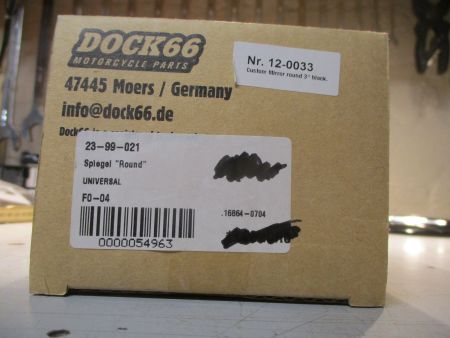 DOCK66
MOTORCYCLE PARTS
Nr. 12-0033
Custom Mirror round 3" blank.
47445 Moers / Germany
info@dock66.de
23-99-021
Spiegel "Round"
UNIVERSAL
F0-04
.16864-0704
0000054963